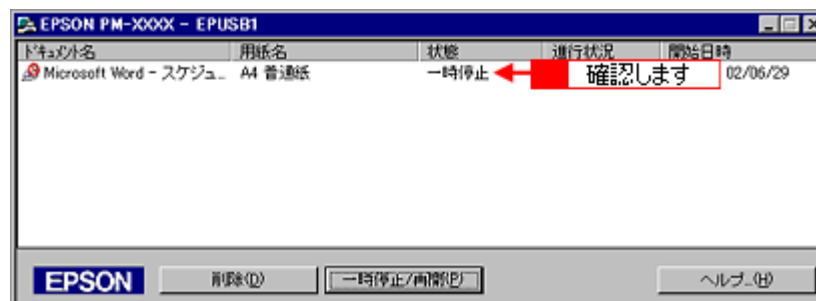 EPSON PM-XXXX - EPUSB1
ドキュメント名 用紙名 状態 進行状況 開始日時
Microsoft Word - スケジュ... A4 普通紙 一時停止 確認します 02/06/29
EPSON 削除(D) 一時停止/再開(P) ヘルプ...(H)